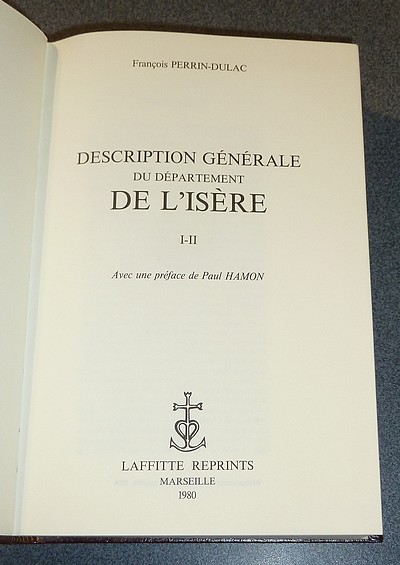 François PERRIN-DULAC
DESCRIPTION GÉNÉRALE
DU DÉPARTEMENT
DE L'ISÈRE
I-II
Avec une préface de Paul HAMON
LAFFITTE REPRINTS
MARSEILLE
1980